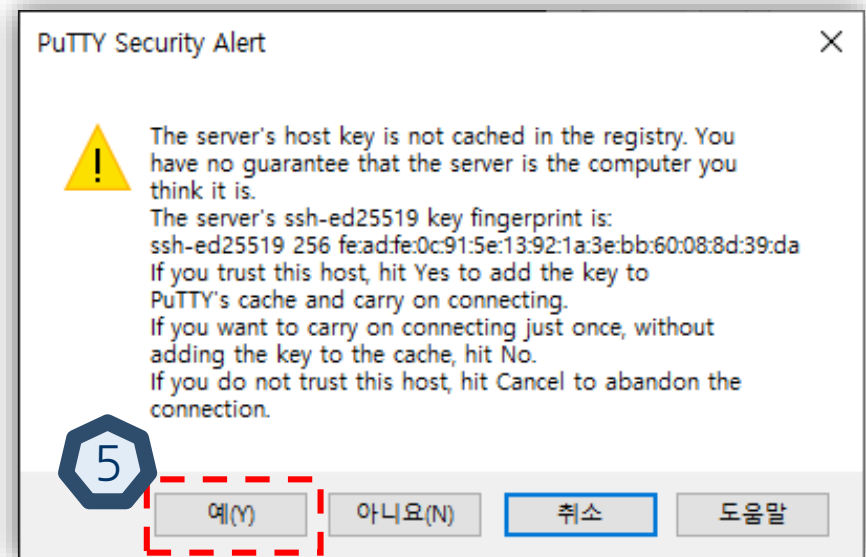 PuTTY Security Alert
The server's host key is not cached in the registry. You
have no guarantee that the server is the computer you
think it is.
The server's ssh-ed25519 key fingerprint is:
ssh-ed25519 256 fe:ad:fe:0c:91:5e:13:92:1a:3e:bb:60:08:8d:39:da
If you trust this host, hit Yes to add the key to
PuTTY's cache and carry on connecting.
If you want to carry on connecting just once, without
adding the key to the cache, hit No.
If you do not trust this host, hit Cancel to abandon the
connection.
5
예(Y) 아니요(N) 취소 도움말